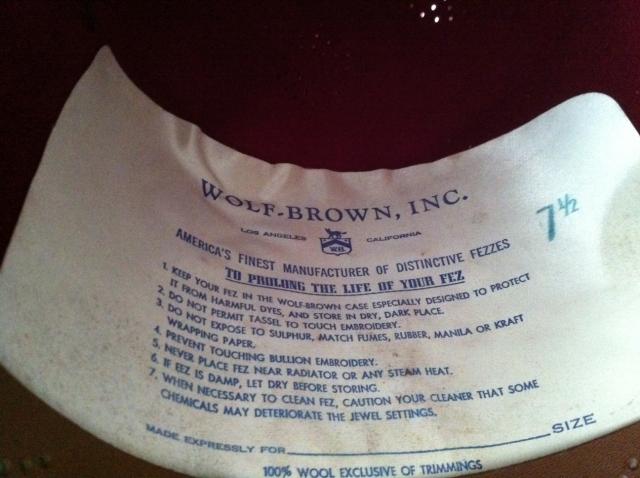 WOLF-BROWN, INC.
LOS ANGELES WB CALIFORNIA
AMERICA'S FINEST MANUFACTURER OF DISTINCTIVE FEZZES
7 1/2
TO PROLONG THE LIFE OF YOUR FEZ
1. KEEP YOUR FEZ IN THE WOLF-BROWN CASE ESPECIALLY DESIGNED TO PROTECT
IT FROM HARMFUL DYES, AND STORE IN DRY, DARK PLACE.
2. DO NOT PERMIT TASSEL TO TOUCH EMBROIDERY.
3. DO NOT EXPOSE TO SULPHUR, MATCH FUMES, RUBBER, MANILA OR KRAFT
WRAPPING PAPER.
4. PREVENT TOUCHING BULLION EMBROIDERY.
5. NEVER PLACE FEZ NEAR RADIATOR OR ANY STEAM HEAT.
6. IF FEZ IS DAMP, LET DRY BEFORE STORING.
7. WHEN NECESSARY TO CLEAN FEZ, CAUTION YOUR CLEANER THAT SOME
CHEMICALS MAY DETERIORATE THE JEWEL SETTINGS.
MADE EXPRESSLY FOR SIZE
100% WOOL EXCLUSIVE OF TRIMMINGS